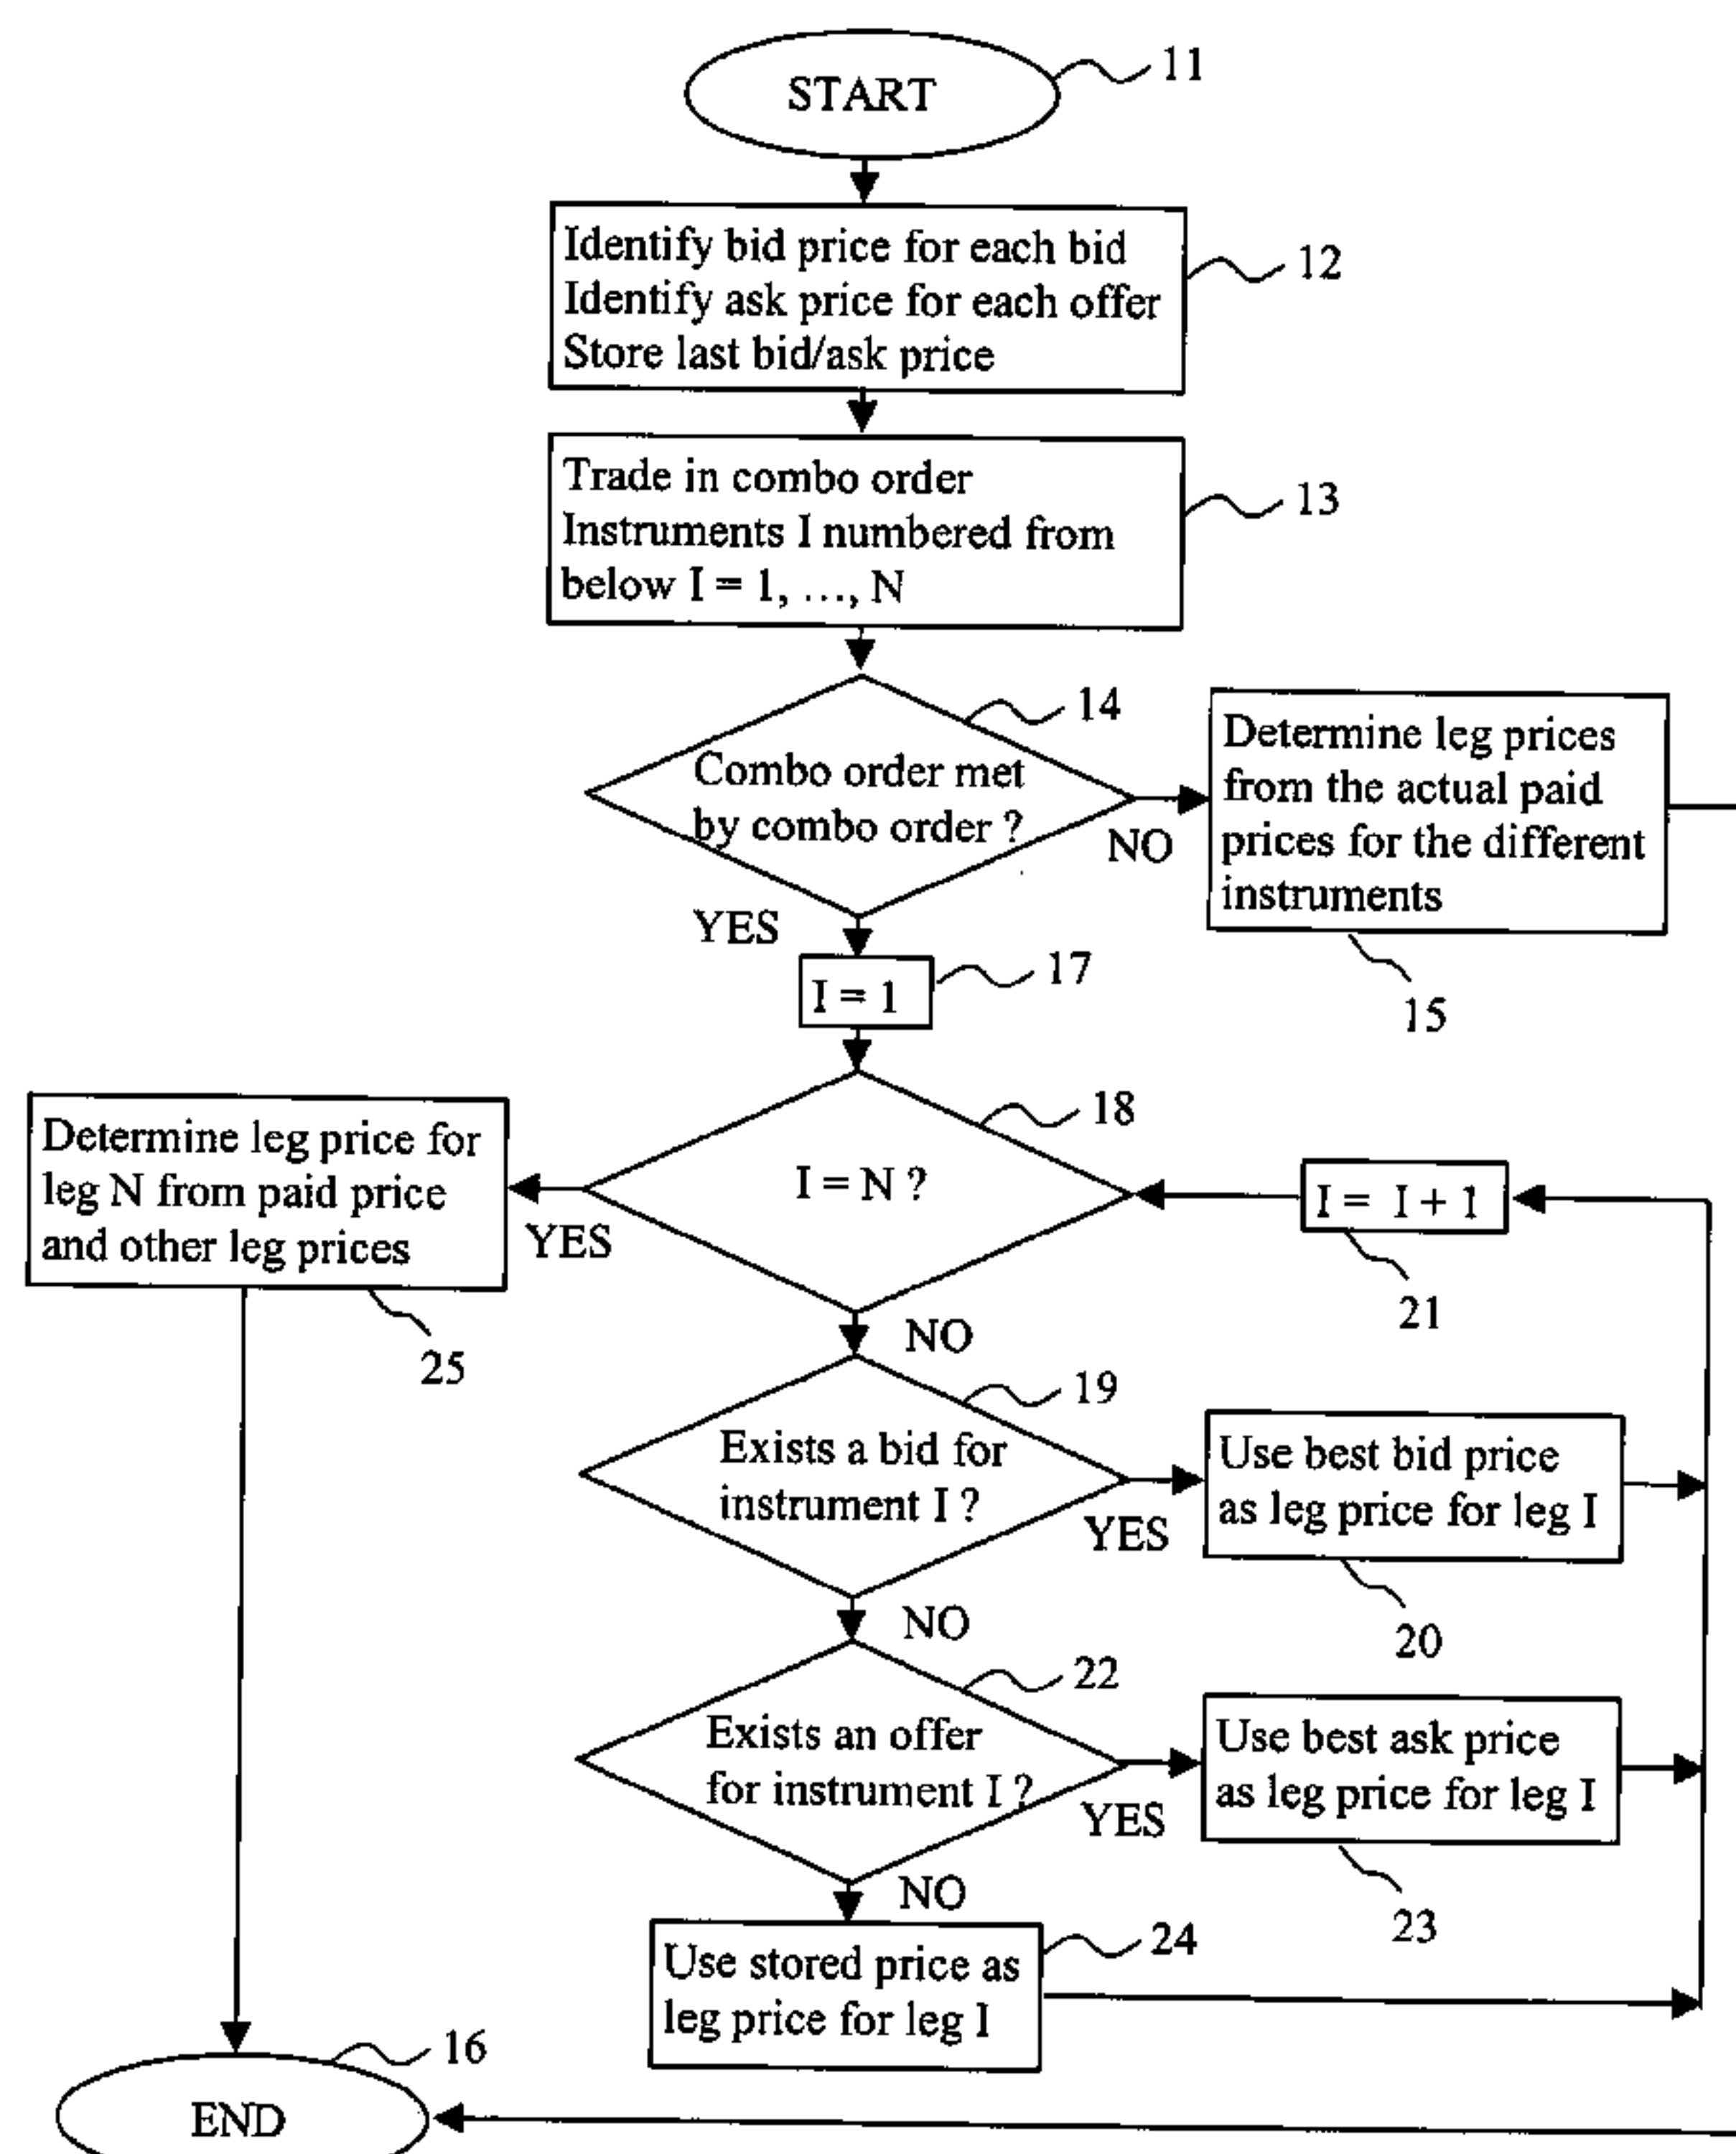 START
11
Identify bid price for each bid
Identify ask price for each offer
Store last bid/ask price
12
Trade in combo order
Instruments I numbered from
below I = 1, ..., N
13
14
Combo order met
by combo order ?
NO
YES
Determine leg prices
from the actual paid
prices for the different
instruments
15
I = 1
17
18
I = N ?
YES
NO
Determine leg price for
leg N from paid price
and other leg prices
25
I = I + 1
21
19
Exists a bid for
instrument I ?
YES
NO
Use best bid price
as leg price for leg I
20
22
Exists an offer
for instrument I ?
YES
NO
Use best ask price
as leg price for leg I
23
Use stored price as
leg price for leg I
24
16
END